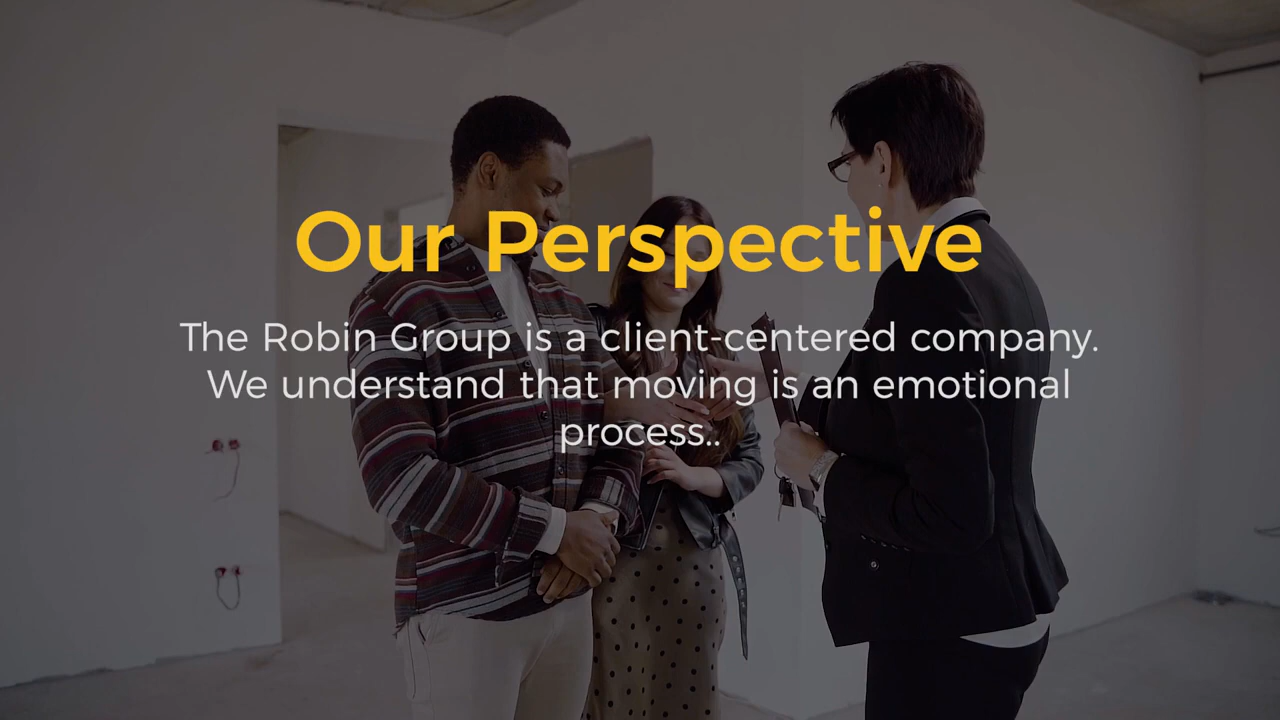 Our Perspective
The Robin Group is a client-centered company.
We understand that moving is an emotional
process..